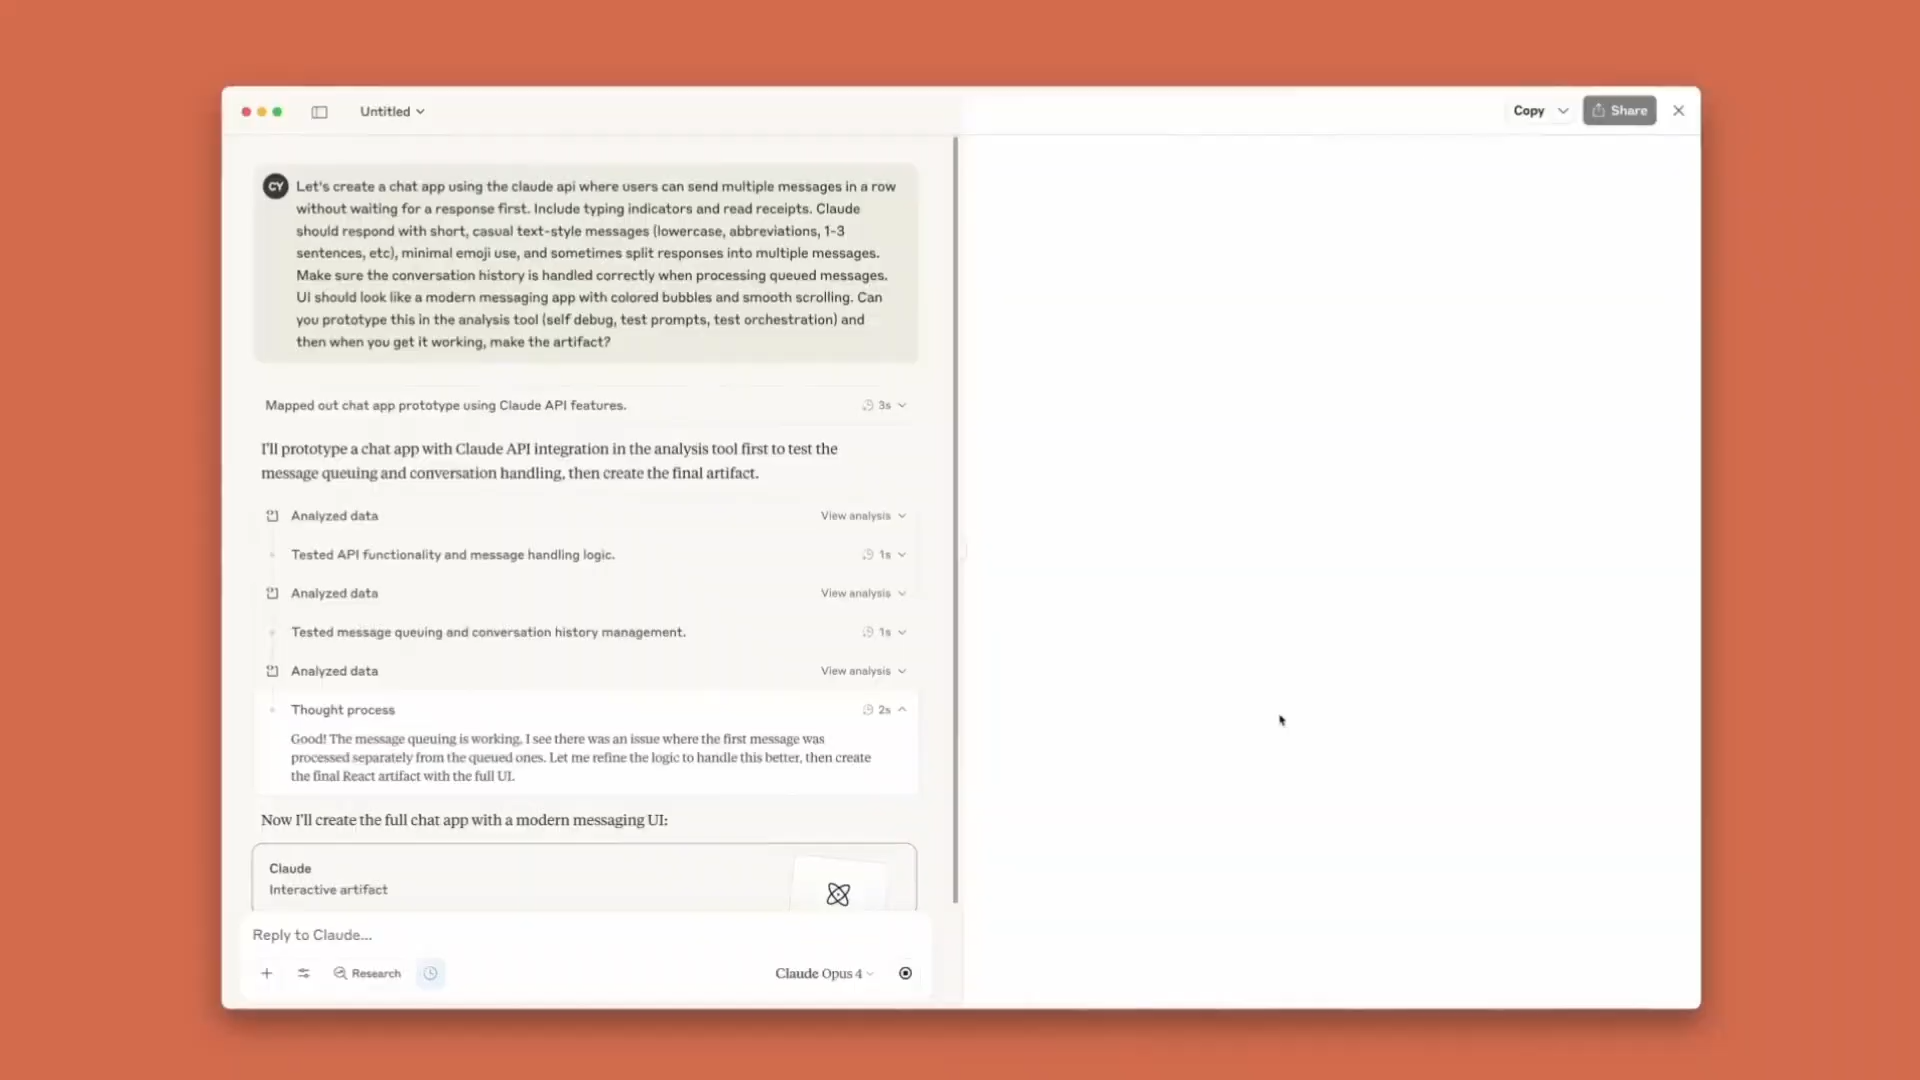 Untitled
Copy
Share
CY
Let's create a chat app using the claude api where users can send multiple messages in a row
without waiting for a response first. Include typing indicators and read receipts. Claude
should respond with short, casual text-style messages (lowercase, abbreviations, 1-3
sentences, etc), minimal emoji use, and sometimes split responses into multiple messages.
Make sure the conversation history is handled correctly when processing queued messages.
UI should look like a modern messaging app with colored bubbles and smooth scrolling. Can
you prototype this in the analysis tool (self debug, test prompts, test orchestration) and
then when you get it working, make the artifact?
Mapped out chat app prototype using Claude API features.
3s
I'll prototype a chat app with Claude API integration in the analysis tool first to test the
message queuing and conversation handling, then create the final artifact.
Analyzed data
View analysis
Tested API functionality and message handling logic.
1s
Analyzed data
View analysis
Tested message queuing and conversation history management.
1s
Analyzed data
View analysis
Thought process
2s
Good! The message queuing is working. I see there was an issue where the first message was
processed separately from the queued ones. Let me refine the logic to handle this better, then create
the final React artifact with the full UI.
Now I'll create the full chat app with a modern messaging UI:
Claude
Interactive artifact
Reply to Claude...
Research
Claude Opus 4